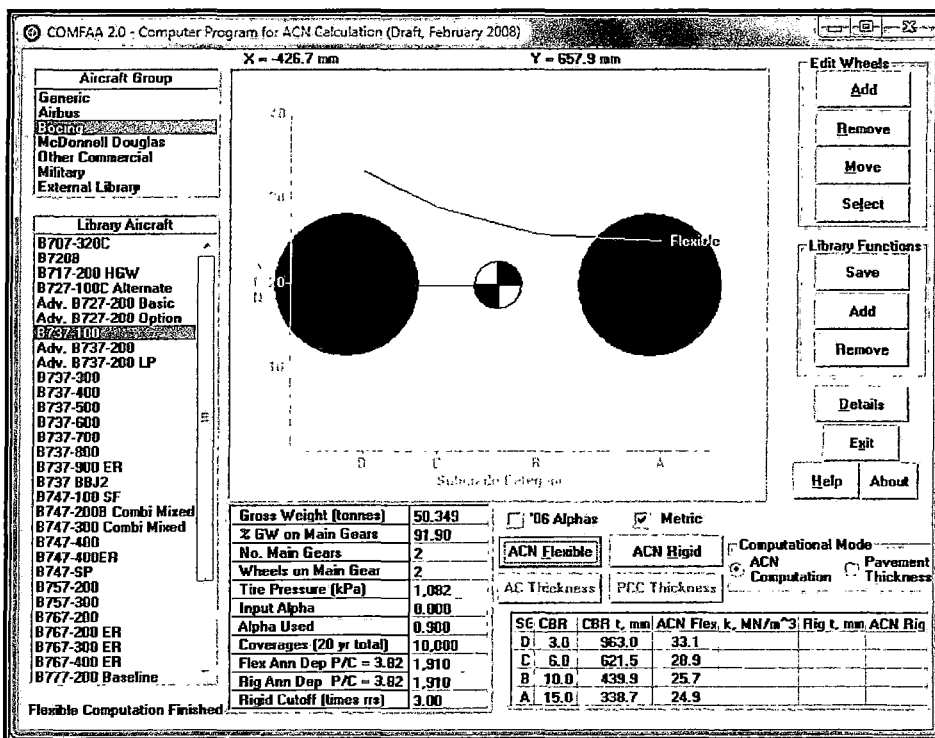 COMFAA 2.0 - Computer Program for ACN Calculation (Draft, February 2008)
X = -426.7 mm Y = 657.9 mm
Aircraft Group
Generic
Airbus
Boeing
McDonnell Douglas
Other Commercial
Military
External Library
Library Aircraft
B707-320C
B720B
B717-200 HGW
B727-100C Alternate
Adv. B727-200 Basic
Adv. B727-200 Option
B737-100
Adv. B737-200
Adv. B737-200 LP
B737-300
B737-400
B737-500
B737-600
B737-700
B737-800
B737-900 ER
B737 BBJ2
B747-100 SF
B747-200B Combi Mixed
B747-300 Combi Mixed
B747-400
B747-400ER
B747-SP
B757-200
B757-300
B767-200
B767-200 ER
B767-300 ER
B767-400 ER
B777-200 Baseline
Flexible Computation Finished
Flexible
20
D C B A
Subgrade Category
Gross Weight (tonnes) 50.349
% GW on Main Gears 91.90
No. Main Gears 2
Wheels on Main Gear 2
Tire Pressure (kPa) 1,082
Input Alpha 0.000
Alpha Used 0.900
Coverages (20 yr total) 10,000
Flex Ann Dep P/C = 3.82 1,910
Rig Ann Dep P/C = 3.82 1,910
Rigid Cutoff (times rrs) 3.00
'06 Alphas Metric
ACN Flexible ACN Rigid
AC Thickness PCC Thickness
Computational Mode
ACN Computation
Pavement Thickness
SG CBR CBR t, mm ACN Flex k, MN/m^3 Rig t, mm ACN Rig
D 3.0 963.0 33.1
C 6.0 621.5 28.9
B 10.0 439.9 25.7
A 15.0 338.7 24.9
Edit Wheels
Add
Remove
Move
Select
Library Functions
Save
Add
Remove
Details
Exit
Help About